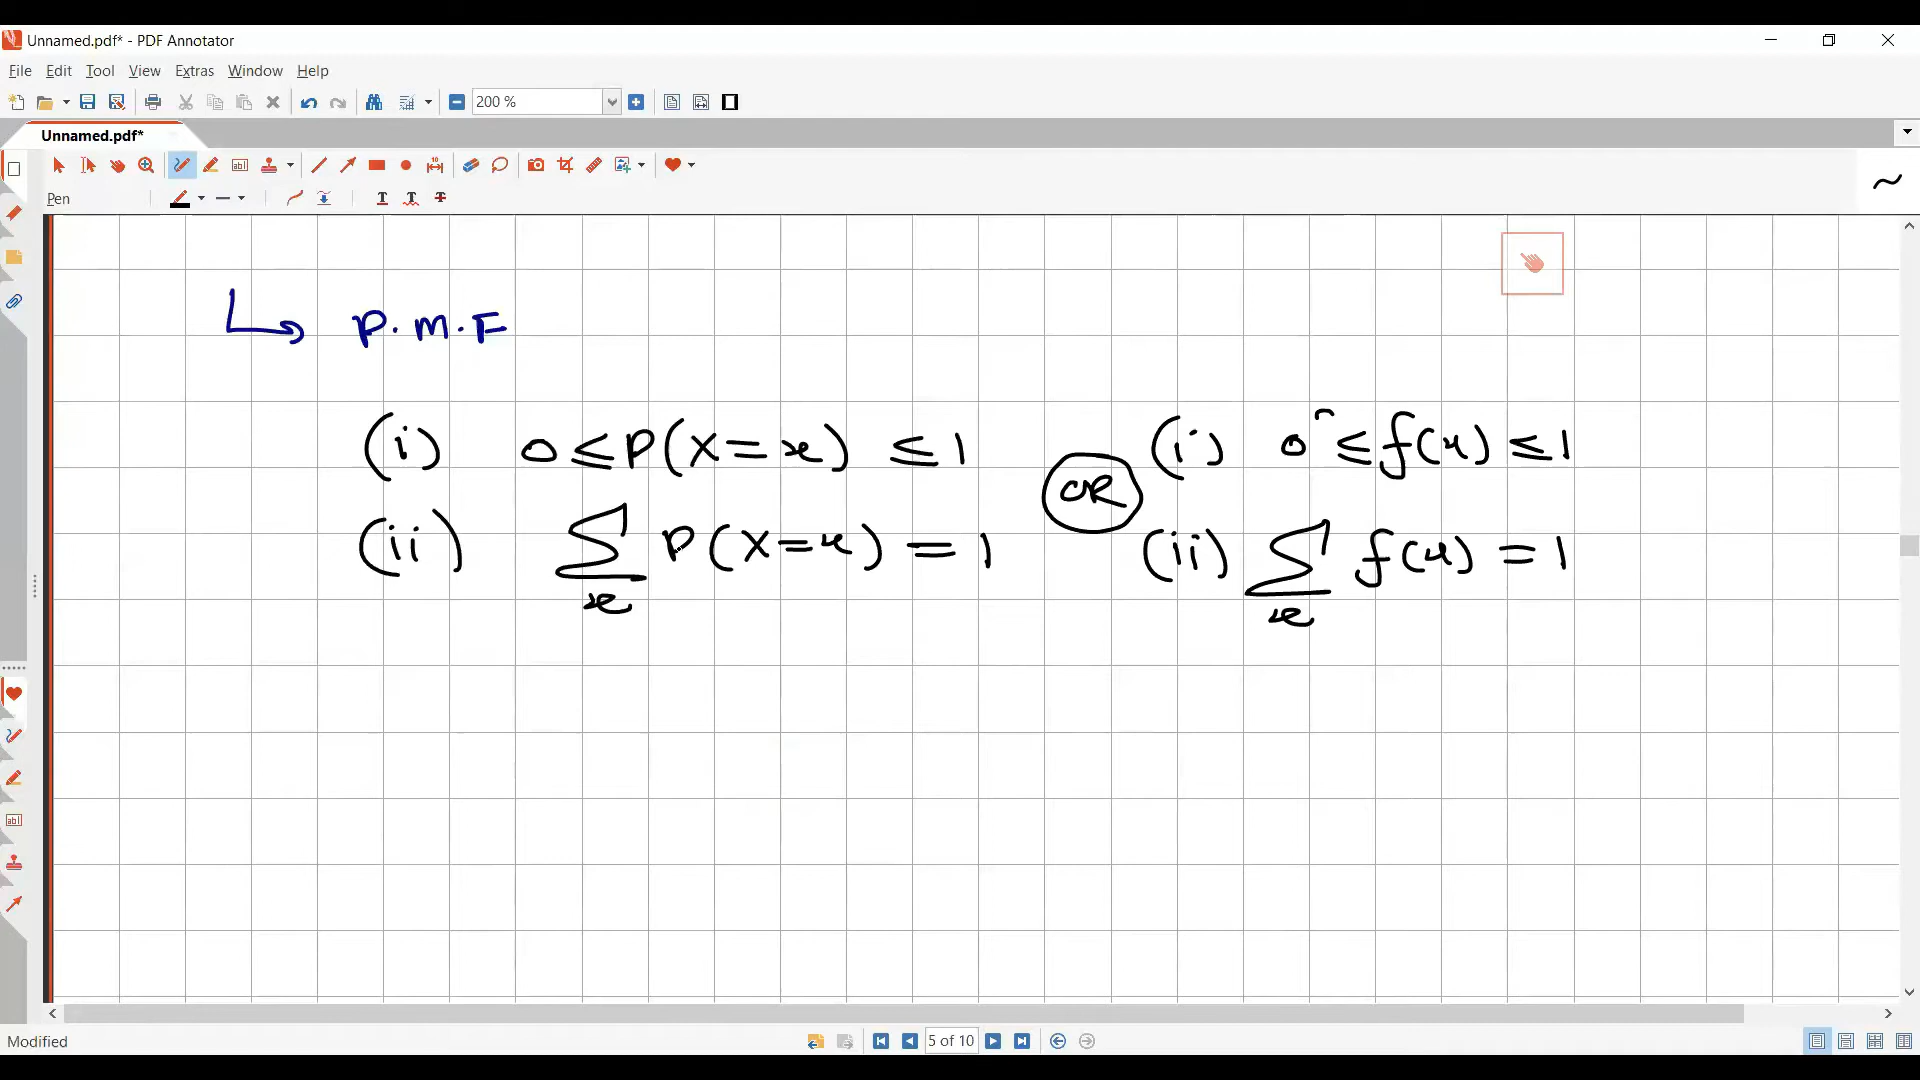 Unnamed.pdf* - PDF Annotator
File Edit Tool View Extras Window Help
200 %
Unnamed.pdf*
Pen
P.M.F
(i) 0 ≤ P(X = x) ≤ 1
(ii) ∑ₓ P(X = x) = 1
OR
(i) 0 ≤ f(x) ≤ 1
(ii) ∑ₓ f(x) = 1
Modified
5 of 10